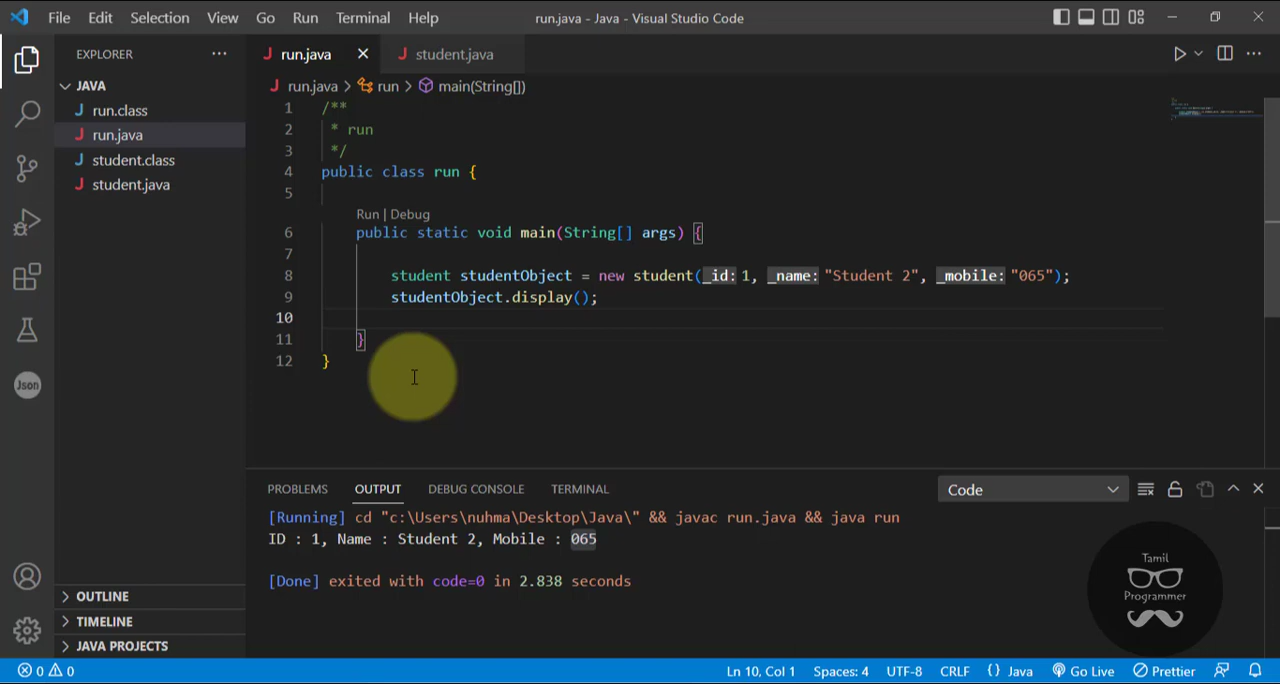 File Edit Selection View Go Run Terminal Help run.java - Java - Visual Studio Code
EXPLORER
JAVA
run.class
run.java
student.class
student.java
OUTLINE
TIMELINE
JAVA PROJECTS
Json
run.java student.java
run.java > run > main(String[])
1 /**
2 * run
3 */
4 public class run {
5
Run | Debug
6 public static void main(String[] args) {
7
8 student studentObject = new student(_id:1, _name:"Student 2", _mobile:"065");
9 studentObject.display();
10
11 }
12 }
PROBLEMS OUTPUT DEBUG CONSOLE TERMINAL Code
[Running] cd "c:\Users\nuhma\Desktop\Java\" && javac run.java && java run
ID : 1, Name : Student 2, Mobile : 065
[Done] exited with code=0 in 2.838 seconds
Tamil
Programmer
0 0 Ln 10, Col 1 Spaces: 4 UTF-8 CRLF {} Java Go Live Prettier